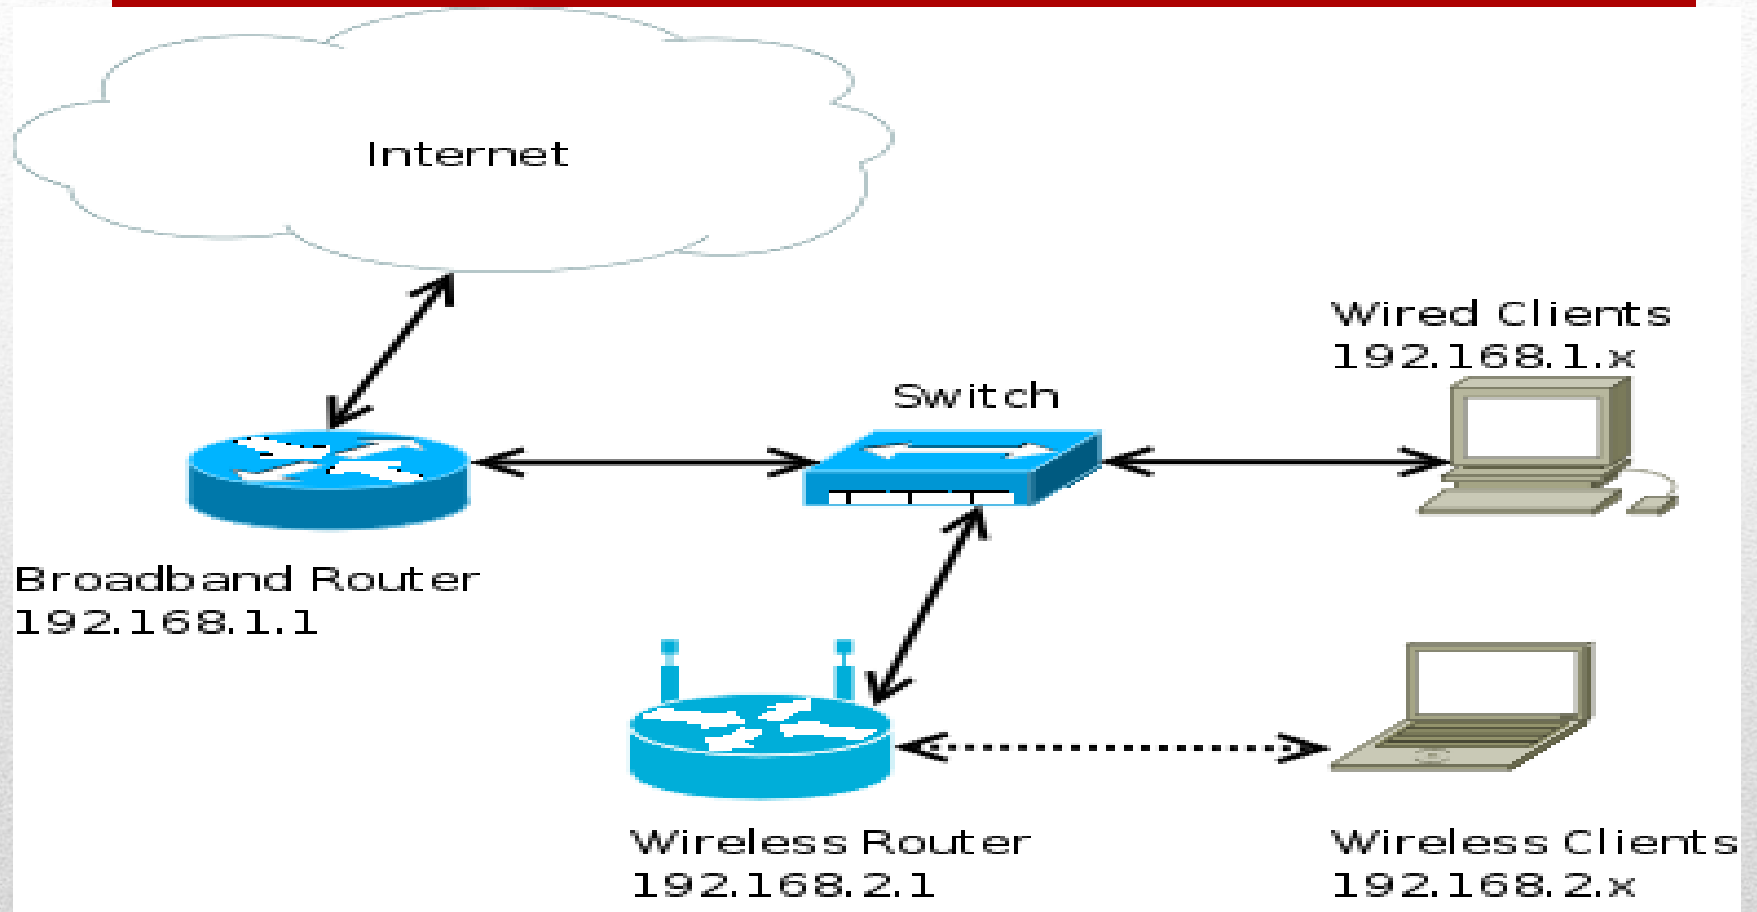 Internet
Wired Clients
192.168.1.x
Switch
Broadband Router
192.168.1.1
Wireless Router
192.168.2.1
Wireless Clients
192.168.2.x